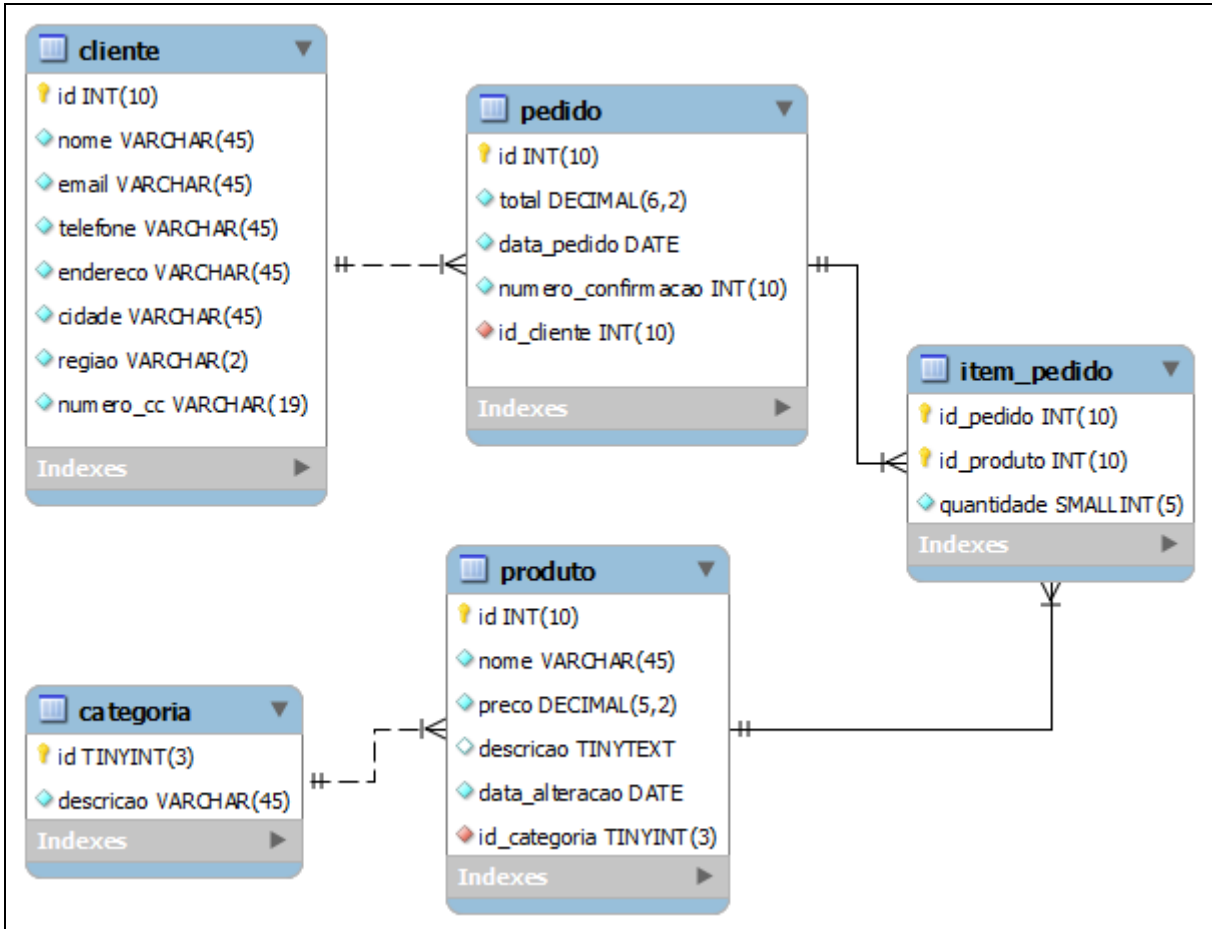 cliente
id INT(10)
nome VARCHAR(45)
email VARCHAR(45)
telefone VARCHAR(45)
endereco VARCHAR(45)
cidade VARCHAR(45)
regiao VARCHAR(2)
numero_cc VARCHAR(19)
Indexes
pedido
id INT(10)
total DECIMAL(6,2)
data_pedido DATE
numero_confirmacao INT(10)
id_cliente INT(10)
Indexes
item_pedido
id_pedido INT(10)
id_produto INT(10)
quantidade SMALLINT(5)
Indexes
produto
id INT(10)
nome VARCHAR(45)
preco DECIMAL(5,2)
descricao TINYTEXT
data_alteracao DATE
id_categoria TINYINT(3)
Indexes
categoria
id TINYINT(3)
descricao VARCHAR(45)
Indexes